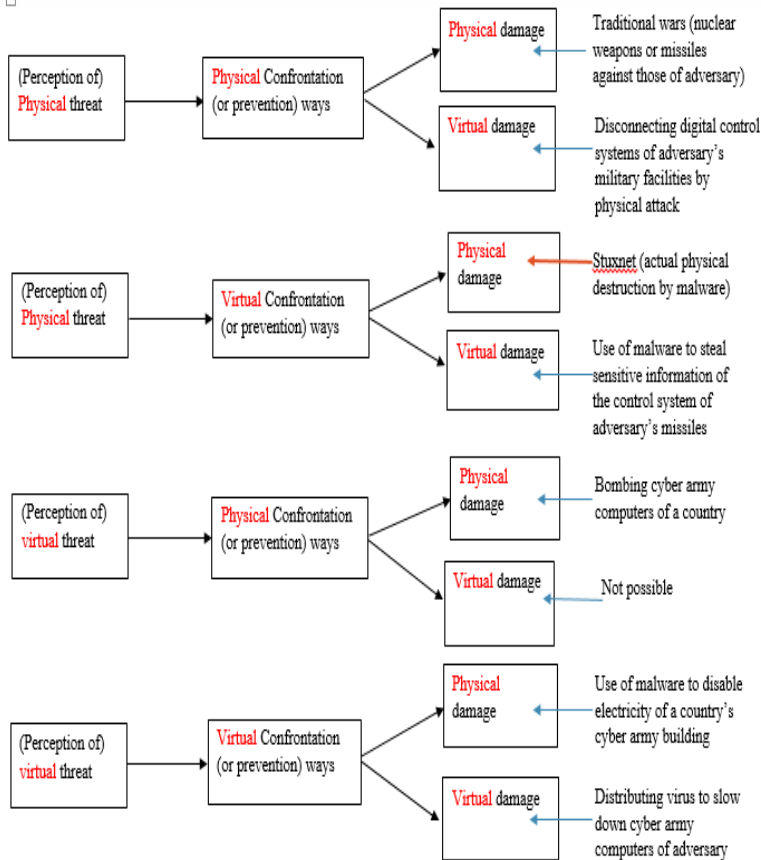 (Perception of)
Physical threat
Physical Confrontation
(or prevention) ways
Physical damage
Traditional wars (nuclear
weapons or missiles
against those of adversary)
Virtual damage
Disconnecting digital control
systems of adversary's
military facilities by
physical attack
(Perception of)
Physical threat
Virtual Confrontation
(or prevention) ways
Physical
damage
Stuxnet (actual physical
destruction by malware)
Virtual damage
Use of malware to steal
sensitive information of
the control system of
adversary's missiles
(Perception of)
virtual threat
Physical Confrontation
(or prevention) ways
Physical
damage
Bombing cyber army
computers of a country
Virtual damage
Not possible
(Perception of)
virtual threat
Virtual Confrontation
(or prevention) ways
Physical
damage
Use of malware to disable
electricity of a country's
cyber army building
Virtual damage
Distributing virus to slow
down cyber army
computers of adversary